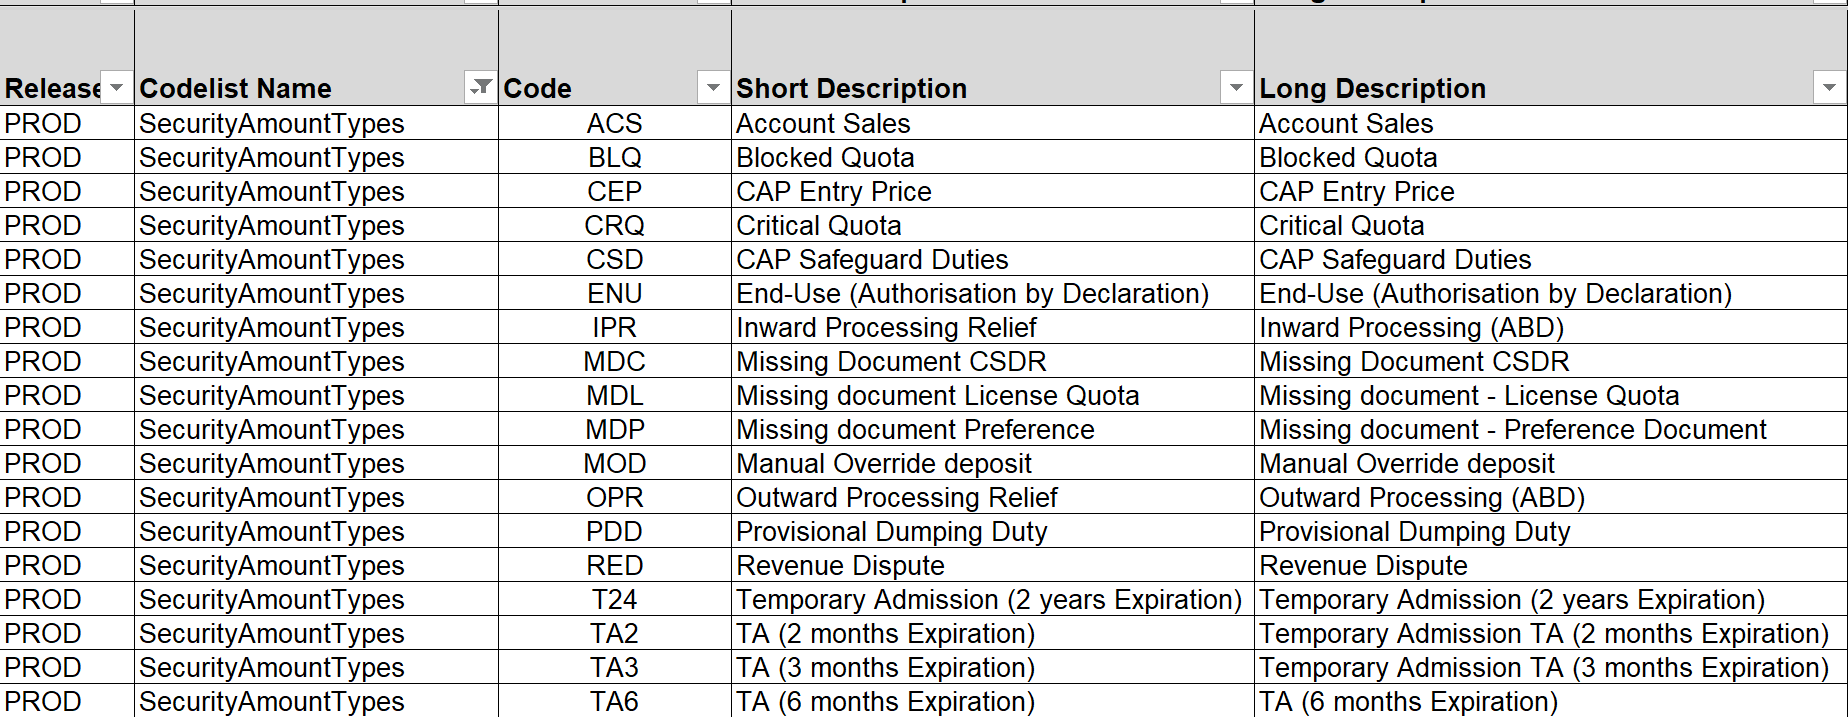 Release Codelist Name Code Short Description Long Description
PROD SecurityAmountTypes ACS Account Sales Account Sales
PROD SecurityAmountTypes BLQ Blocked Quota Blocked Quota
PROD SecurityAmountTypes CEP CAP Entry Price CAP Entry Price
PROD SecurityAmountTypes CRQ Critical Quota Critical Quota
PROD SecurityAmountTypes CSD CAP Safeguard Duties CAP Safeguard Duties
PROD SecurityAmountTypes ENU End-Use (Authorisation by Declaration) End-Use (Authorisation by Declaration)
PROD SecurityAmountTypes IPR Inward Processing Relief Inward Processing (ABD)
PROD SecurityAmountTypes MDC Missing Document CSDR Missing Document CSDR
PROD SecurityAmountTypes MDL Missing document License Quota Missing document - License Quota
PROD SecurityAmountTypes MDP Missing document Preference Missing document - Preference Document
PROD SecurityAmountTypes MOD Manual Override deposit Manual Override deposit
PROD SecurityAmountTypes OPR Outward Processing Relief Outward Processing (ABD)
PROD SecurityAmountTypes PDD Provisional Dumping Duty Provisional Dumping Duty
PROD SecurityAmountTypes RED Revenue Dispute Revenue Dispute
PROD SecurityAmountTypes T24 Temporary Admission (2 years Expiration) Temporary Admission (2 years Expiration)
PROD SecurityAmountTypes TA2 TA (2 months Expiration) Temporary Admission TA (2 months Expiration)
PROD SecurityAmountTypes TA3 TA (3 months Expiration) Temporary Admission TA (3 months Expiration)
PROD SecurityAmountTypes TA6 TA (6 months Expiration) TA (6 months Expiration)